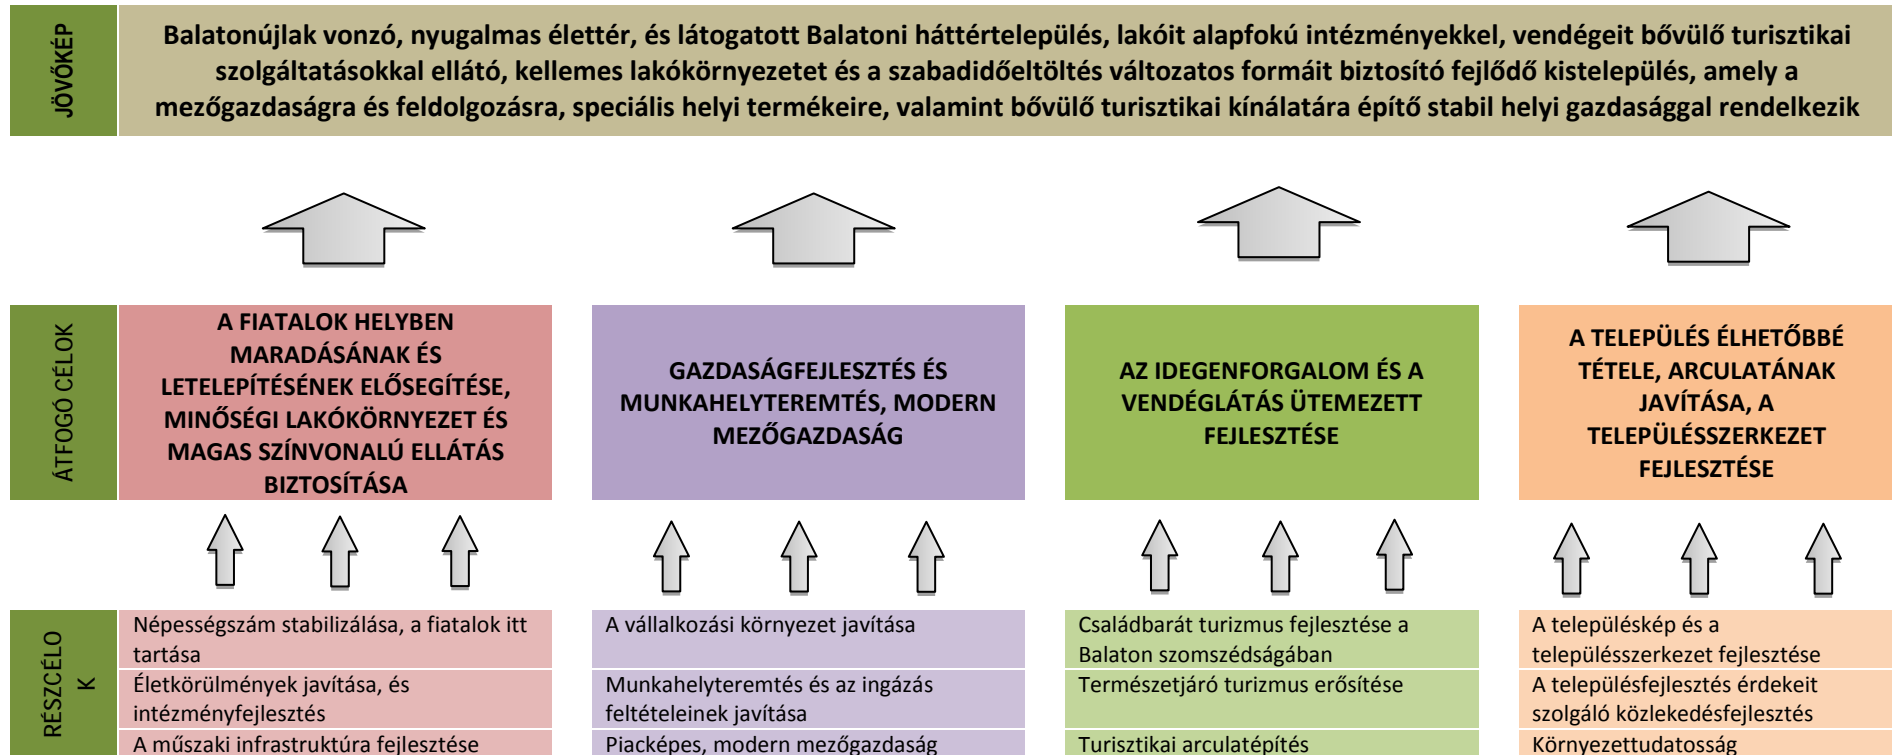 JÖVŐKÉP
Balatonújlak vonzó, nyugalmas élettér, és látogatott Balatoni háttértelepülés, lakóit alapfokú intézményekkel, vendégeit bővülő turisztikai
szolgáltatásokkal ellátó, kellemes lakókörnyezetet és a szabadidőeltöltés változatos formáit biztosító fejlődő kistelepülés, amely a
mezőgazdaságra és feldolgozásra, speciális helyi termékeire, valamint bővülő turisztikai kínálatára építő stabil helyi gazdasággal rendelkezik
ÁTFOGÓ CÉLOK
A FIATALOK HELYBEN
MARADÁSÁNAK ÉS
LETELEPÍTÉSÉNEK ELŐSEGÍTÉSE,
MINŐSÉGI LAKÓKÖRNYEZET ÉS
MAGAS SZÍNVONALÚ ELLÁTÁS
BIZTOSÍTÁSA
GAZDASÁGFEJLESZTÉS ÉS
MUNKAHELYTEREMTÉS, MODERN
MEZŐGAZDASÁG
AZ IDEGENFORGALOM ÉS A
VENDÉGLÁTÁS ÜTEMEZETT
FEJLESZTÉSE
A TELEPÜLÉS ÉLHETŐBBÉ
TÉTELE, ARCULATÁNAK
JAVÍTÁSA, A
TELEPÜLÉSSZERKEZET
FEJLESZTÉSE
RÉSZCÉLO
K
Népességszám stabilizálása, a fiatalok itt
tartása
Életkörülmények javítása, és
intézményfejlesztés
A műszaki infrastruktúra fejlesztése
A vállalkozási környezet javítása
Munkahelyteremtés és az ingázás
feltételeinek javítása
Piacképes, modern mezőgazdaság
Családbarát turizmus fejlesztése a
Balaton szomszédságában
Természetjáró turizmus erősítése
Turisztikai arculatépítés
A településkép és a
településszerkezet fejlesztése
A településfejlesztés érdekeit
szolgáló közlekedésfejlesztés
Környezettudatosság